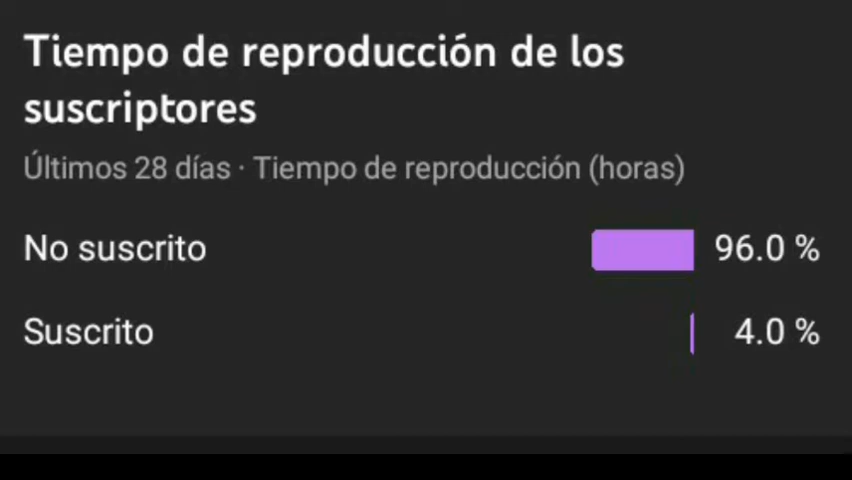 Tiempo de reproducción de los
suscriptores
Últimos 28 días · Tiempo de reproducción (horas)
No suscrito 96.0 %
Suscrito 4.0 %